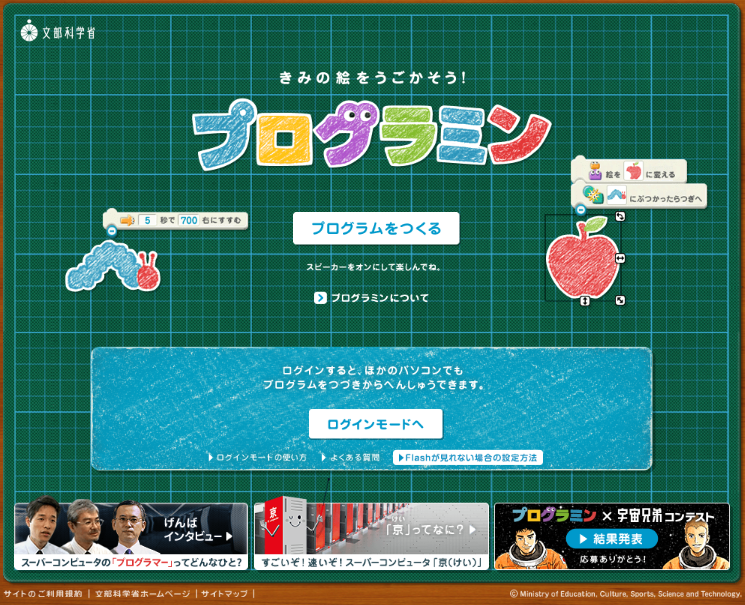 文部科学省
きみの絵をうごかそう!
プログラミン
絵を に変える
にぶつかったらつぎへ
5 秒で 700 右にすすむ
プログラムをつくる
スピーカーをオンにして楽しんでね。
プログラミンについて
ログインすると、ほかのパソコンでも
プログラムをつづきからへんしゅうできます。
ログインモードへ
ログインモードの使い方 よくある質問 Flashが見れない場合の設定方法
げんば
インタビュー
スーパーコンピュータの「プログラマー」ってどんなひと?
京
けい
「京」ってなに?
すごいぞ!速いぞ!スーパーコンピュータ「京(けい)」
プログラミン×宇宙兄弟コンテスト
結果発表
応募ありがとう!
サイトのご利用規約 | 文部科学省ホームページ | サイトマップ |
© Ministry of Education, Culture, Sports, Science and Technology.